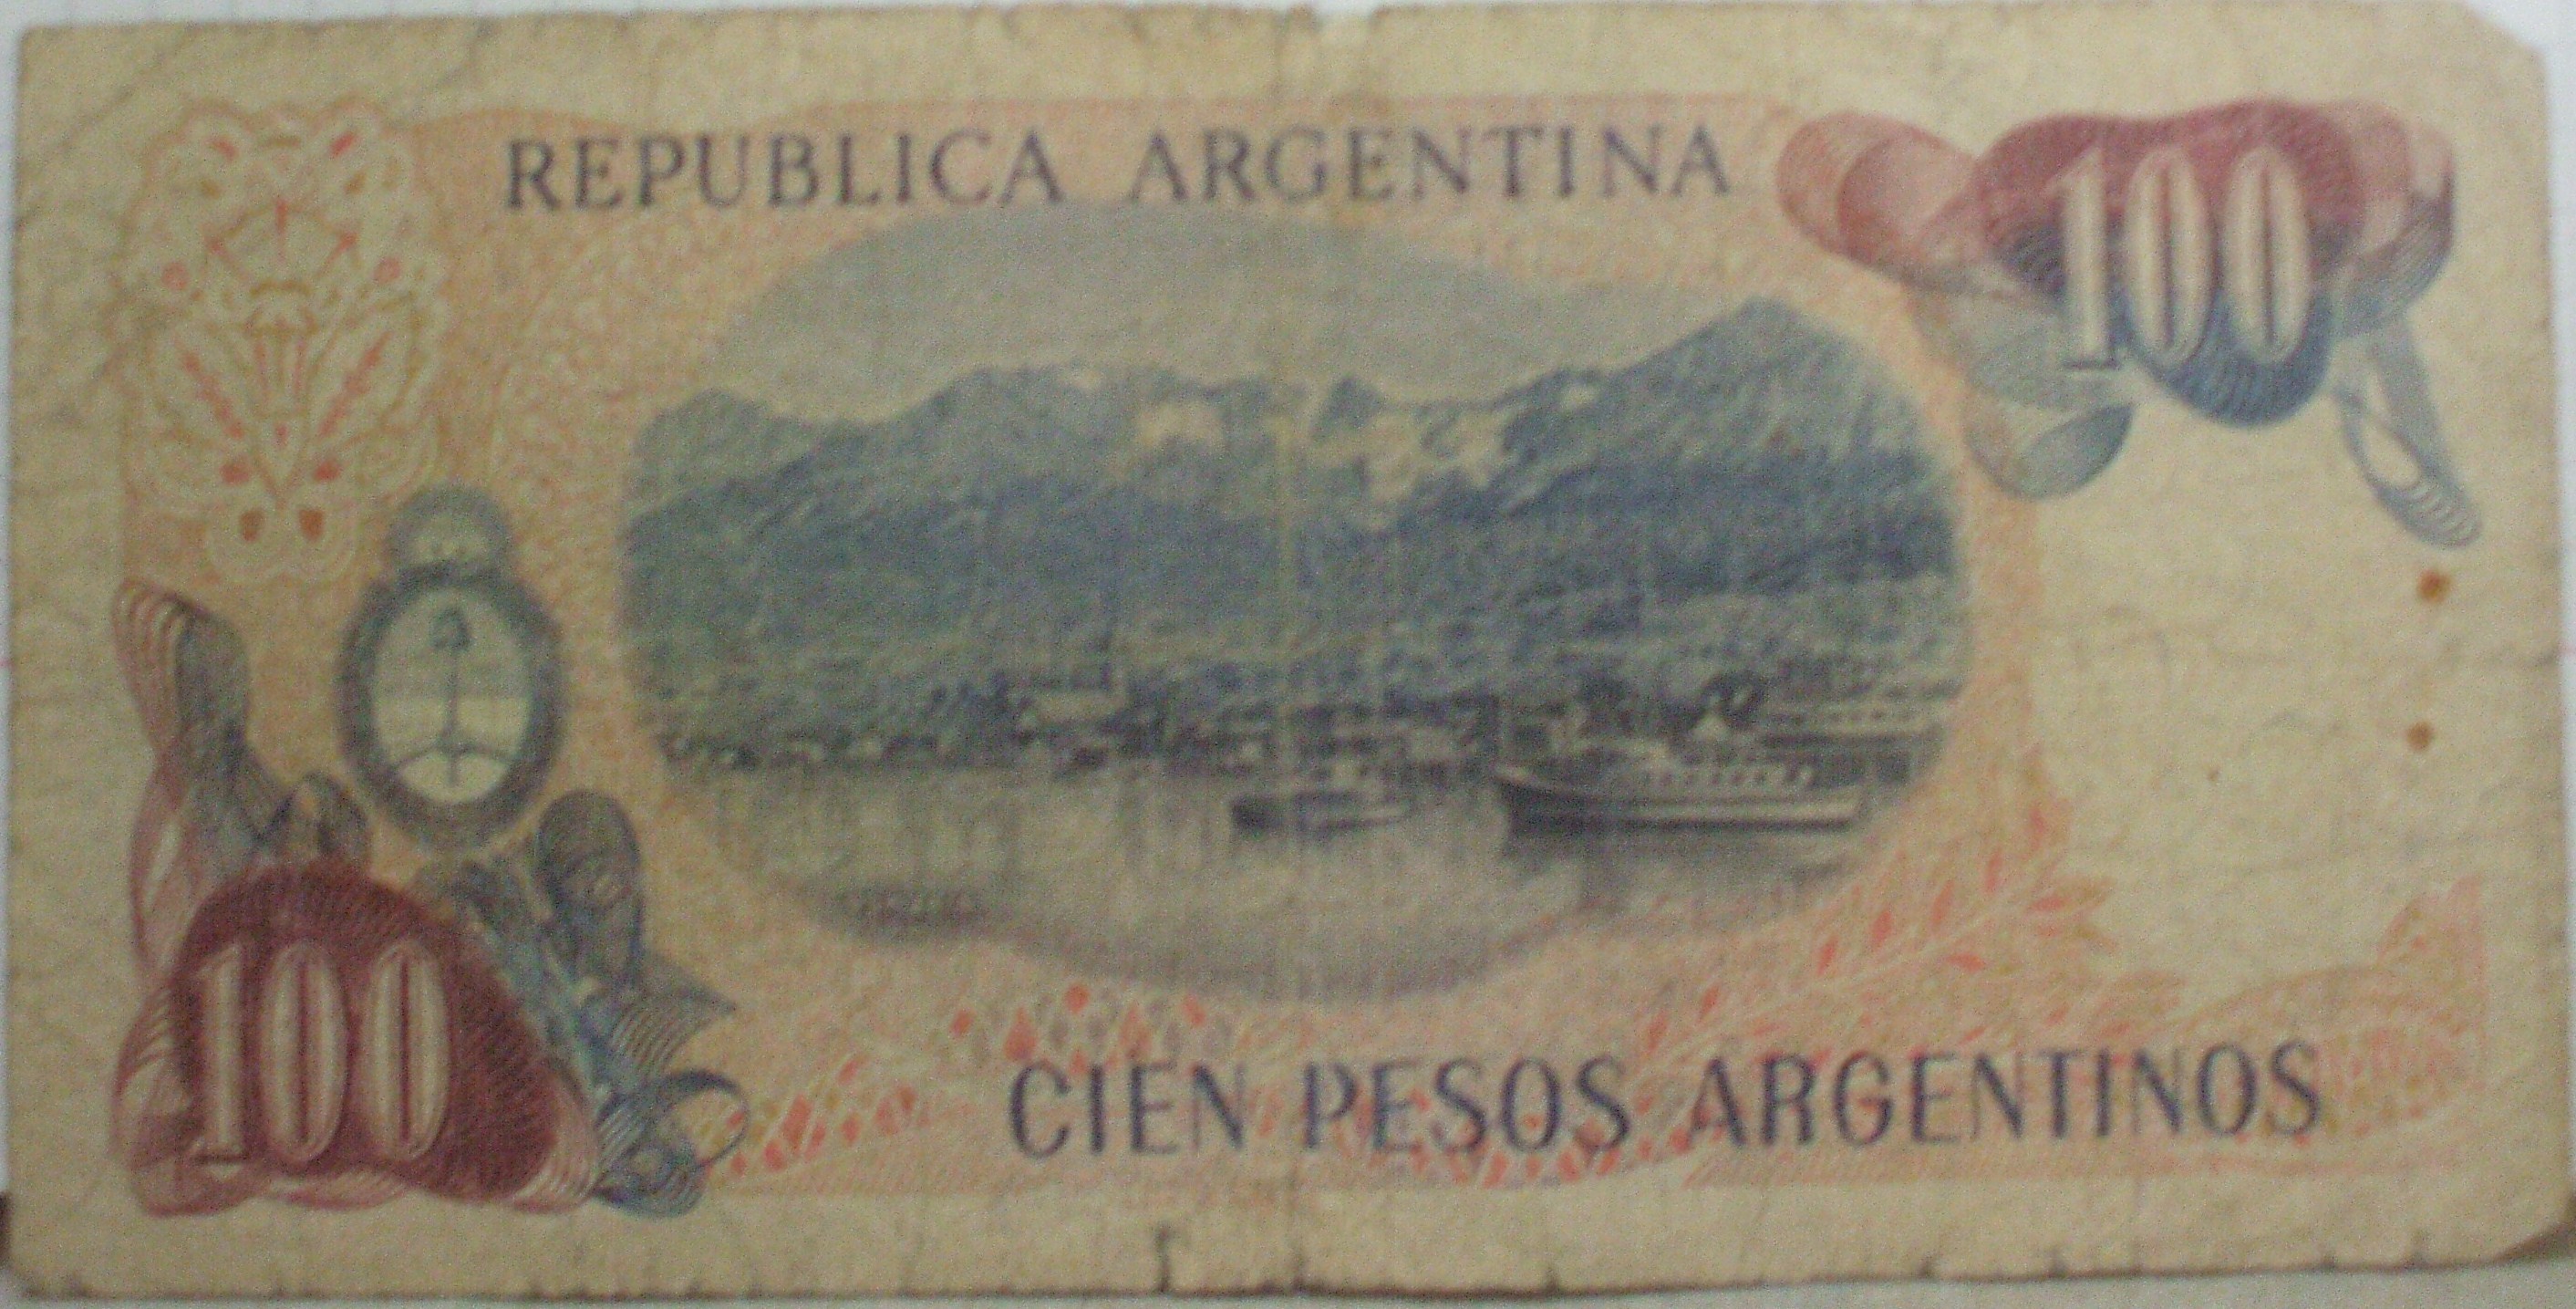 REPUBLICA ARGENTINA
100
100
CIEN PESOS ARGENTINOS